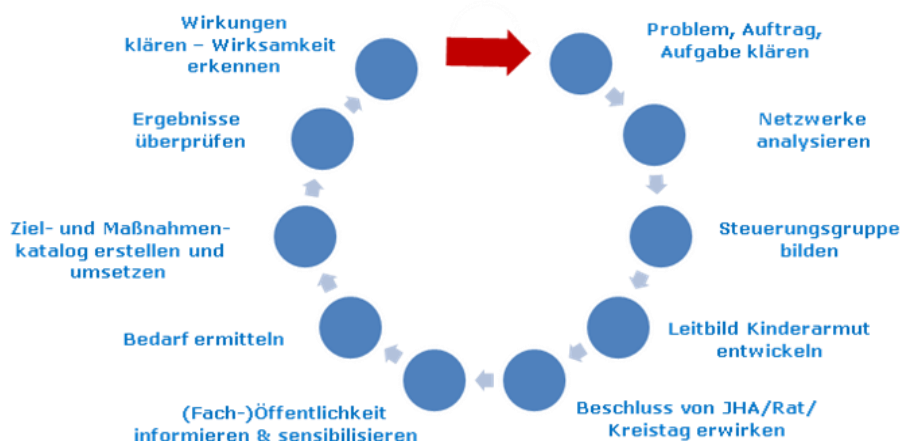 Problem, Auftrag,
Aufgabe klären
Netzwerke
analysieren
Steuerungsgruppe
bilden
Leitbild Kinderarmut
entwickeln
Beschluss von JHA/Rat/
Kreistag erwirken
(Fach-)Öffentlichkeit
informieren & sensibilisieren
Bedarf ermitteln
Ziel- und Maßnahmen-
katalog erstellen und
umsetzen
Ergebnisse
überprüfen
Wirkungen
klären – Wirksamkeit
erkennen